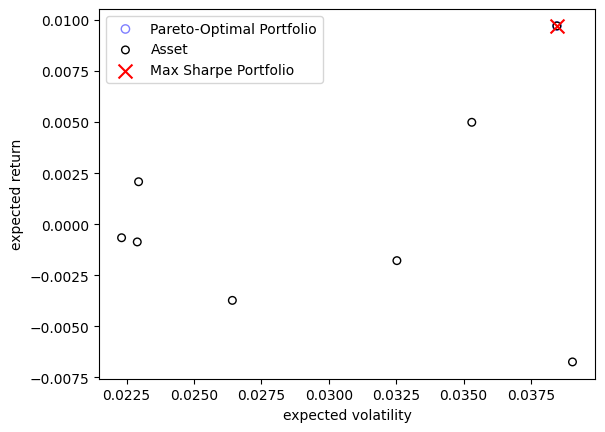 Pareto-Optimal Portfolio
Asset
Max Sharpe Portfolio
expected return
0.0100
0.0075
0.0050
0.0025
0.0000
−0.0025
−0.0050
−0.0075
0.0225 0.0250 0.0275 0.0300 0.0325 0.0350 0.0375
expected volatility